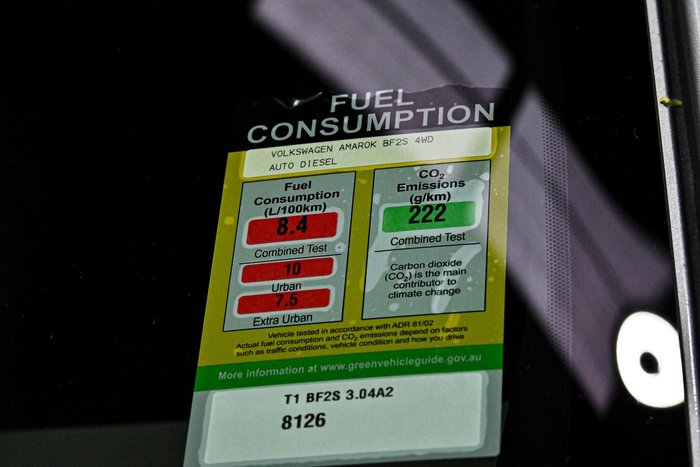 FUEL
CONSUMPTION
VOLKSWAGEN AMAROK BF2S 4WD
AUTO DIESEL
Fuel
Consumption
(L/100km)
8.4
Combined Test
10
Urban
7.5
Extra Urban
CO₂
Emissions
(g/km)
222
Combined Test
Carbon dioxide
(CO₂) is the main
contributor to
climate change
Vehicle tested in accordance with ADR 81/02
Actual fuel consumption and CO₂ emissions depend on factors
such as traffic conditions, vehicle condition and how you drive
More information at www.greenvehicleguide.gov.au
T1 BF2S 3.04A2
8126